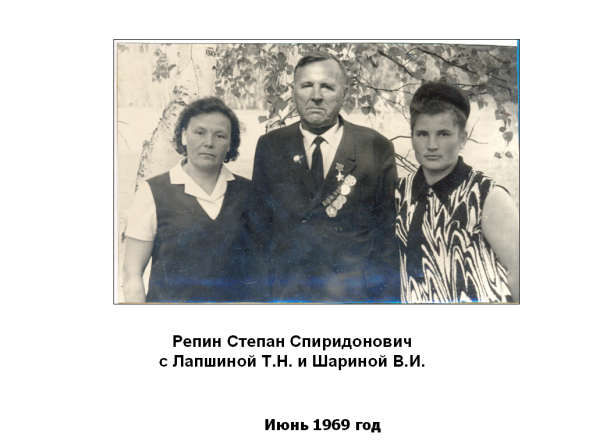 Репин Степан Спиридонович
с Лапшиной Т.Н. и Шариной В.И.
Июнь 1969 год